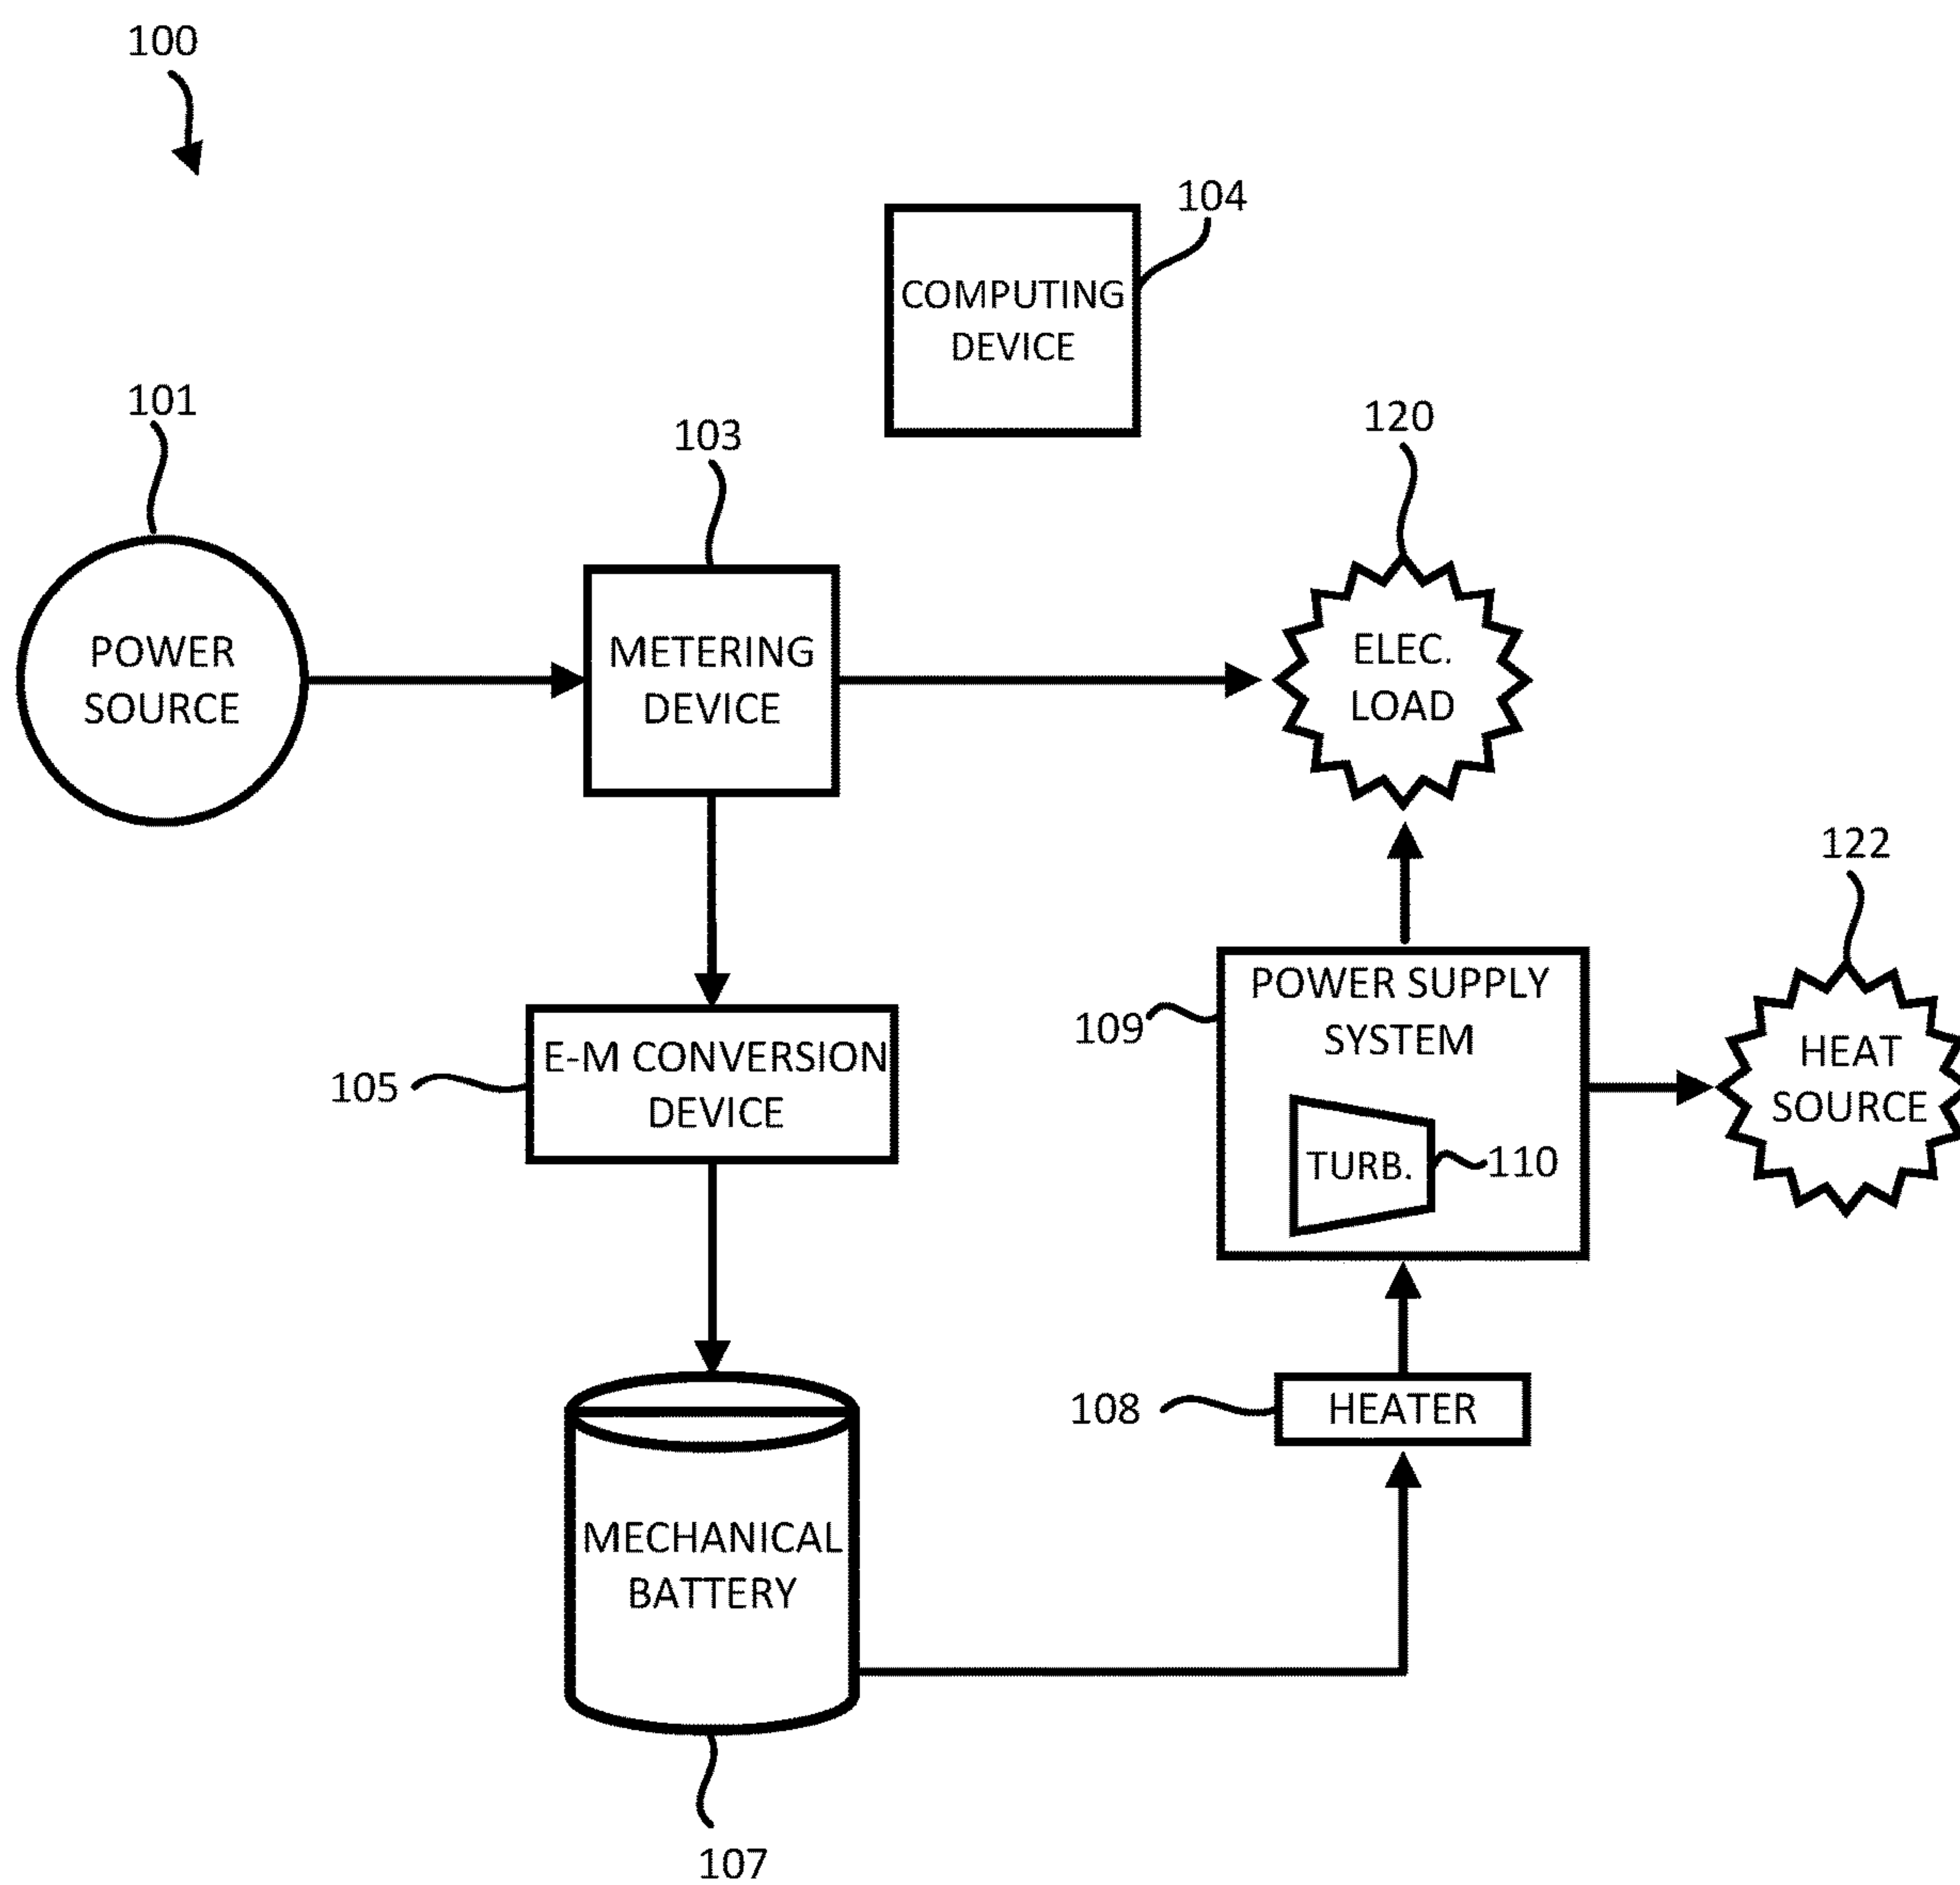 100
104
COMPUTING
DEVICE
101
103
120
POWER
SOURCE
METERING
DEVICE
ELEC.
LOAD
122
109
POWER SUPPLY
SYSTEM
HEAT
SOURCE
105
E-M CONVERSION
DEVICE
TURB.
110
108
HEATER
MECHANICAL
BATTERY
107